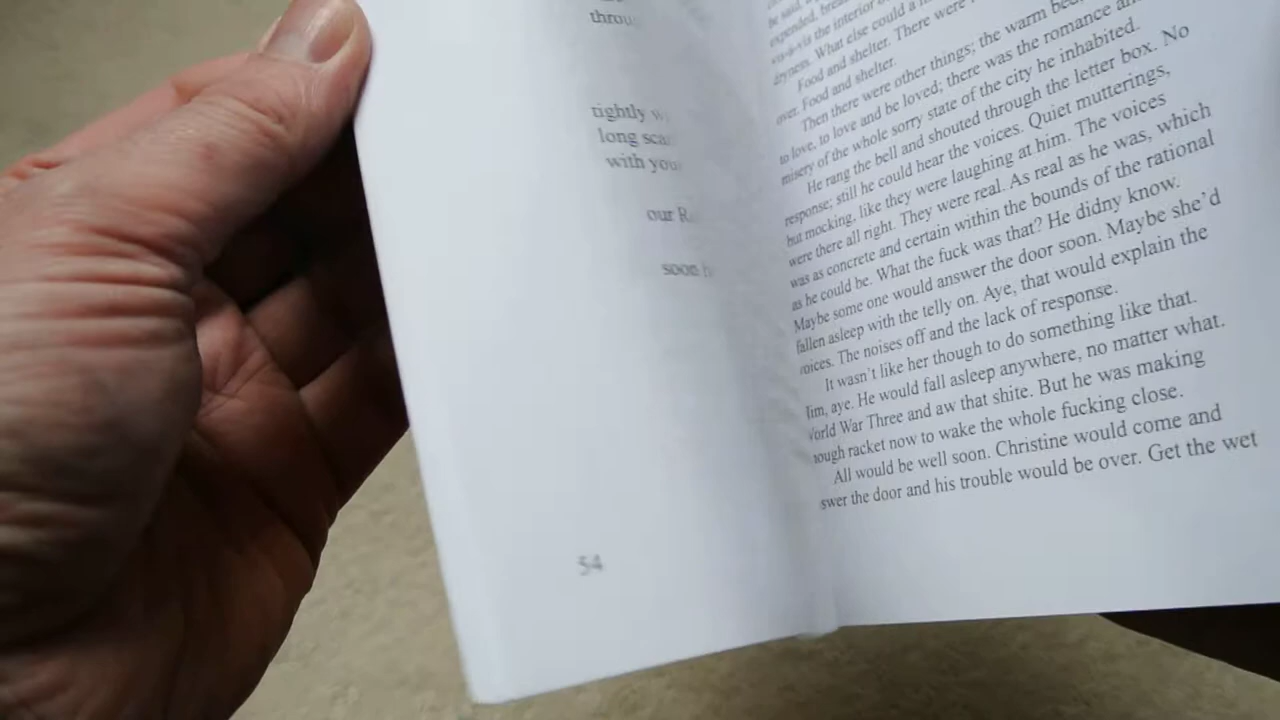 throu
tightly w
long sca
with you
our R
soon
54
be said,
expended,
is the interior
dryness. What else could a
Food and shelter. There were
over. Food and shelter.
Then there were other things; the warm bed,
to love, to love and be loved; there was the romance
misery of the whole sorry state of the city he inhabited.
He rang the bell and shouted through the letter box. No
response; still he could hear the voices. Quiet mutterings,
but mocking, like they were laughing at him. The voices
were there all right. They were real. As real as he was, which
was as concrete and certain within the bounds of the rational
as he could be. What the fuck was that? He didny know.
Maybe some one would answer the door soon. Maybe she'd
fallen asleep with the telly on. Aye, that would explain the
voices. The noises off and the lack of response.
It wasn't like her though to do something like that.
Tim, aye. He would fall asleep anywhere, no matter what.
World War Three and aw that shite. But he was making
nough racket now to wake the whole fucking close.
All would be well soon. Christine would come and
swer the door and his trouble would be over. Get the wet